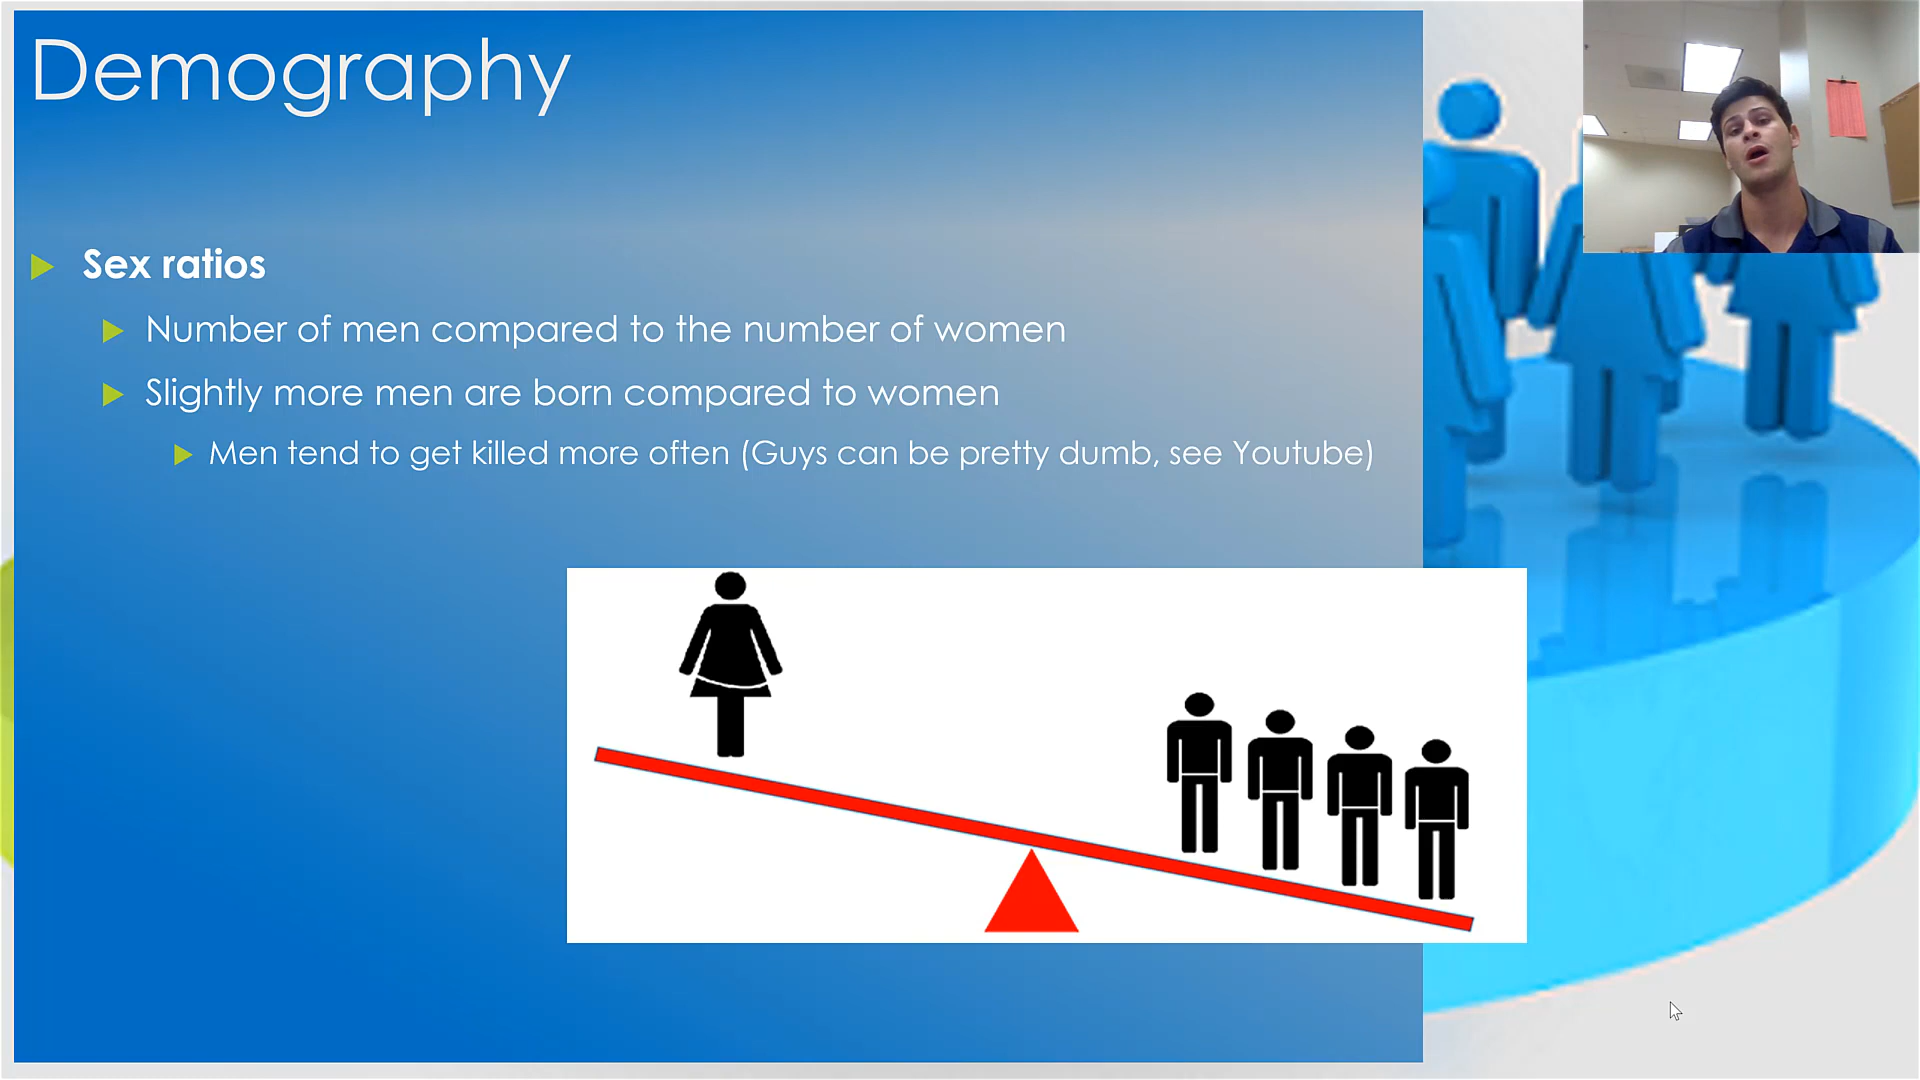 Demography
Sex ratios
Number of men compared to the number of women
Slightly more men are born compared to women
Men tend to get killed more often (Guys can be pretty dumb, see Youtube)